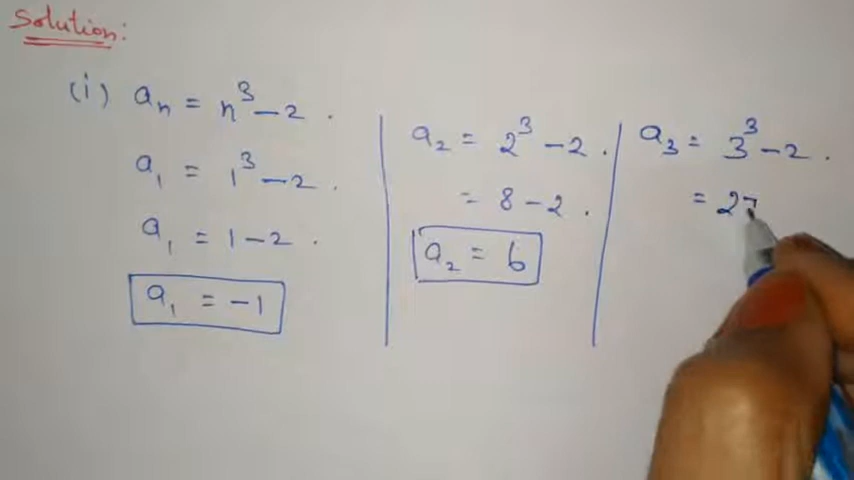 Solution:
(i) aₙ = n³ – 2 .
a₁ = 1³ – 2 .
a₁ = 1 – 2 .
a₁ = – 1
a₂ = 2³ – 2 .
= 8 – 2 .
a₂ = 6
a₃ = 3³ – 2 .
= 27